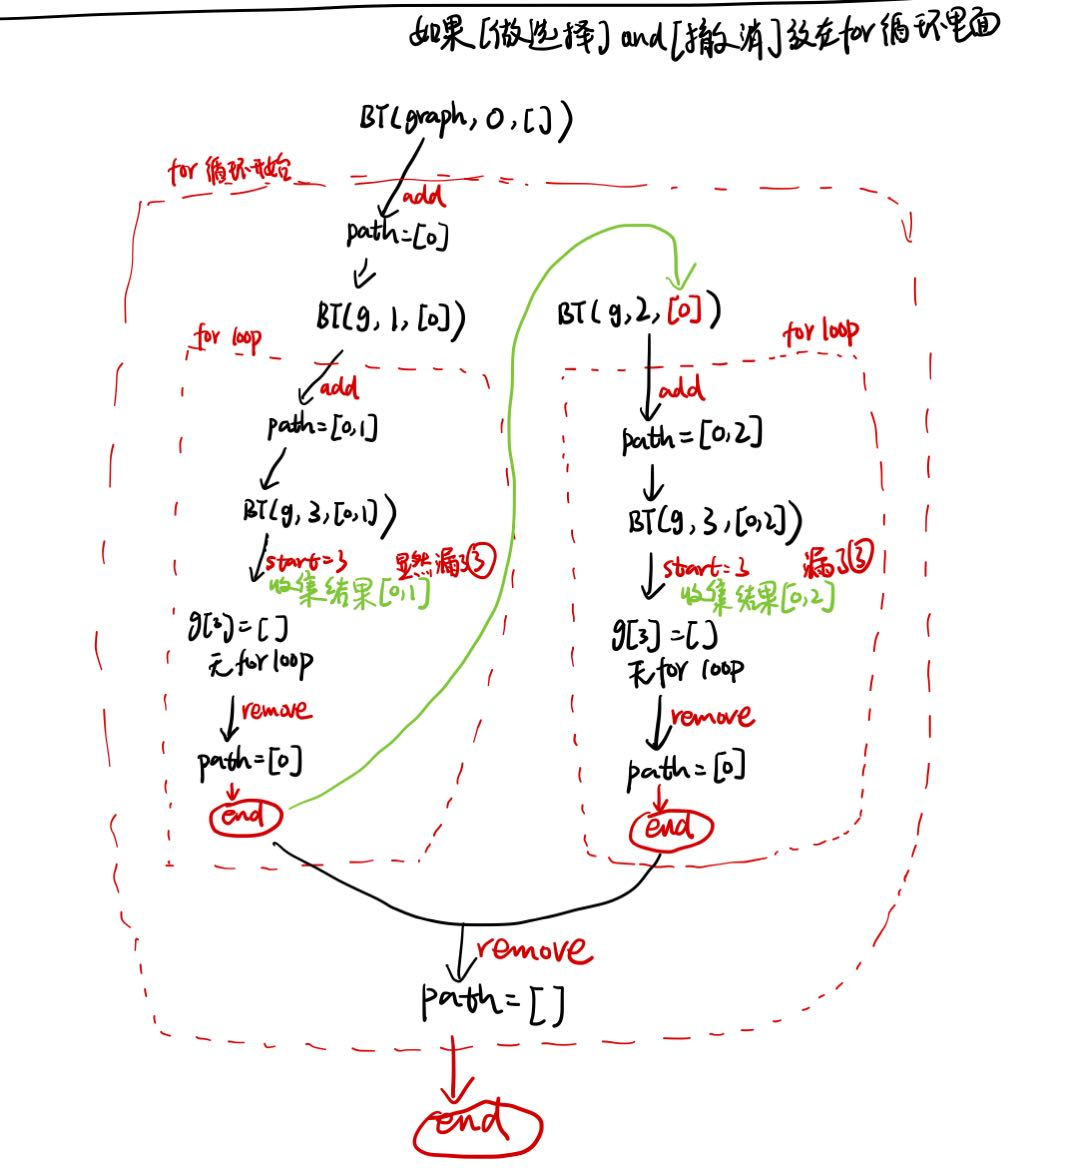 如果[做选择] and [撤消]放在for循环里面
BT(graph, 0, [])
for 循环开始
add
path=[0]
BT(g, 1, [0])
for loop
add
path=[0,1]
BT(g, 3, [0,1])
start=3 显然漏了③
收集结果[0,1]
g[3]=[]
无for loop
remove
path=[0]
end
BT(g, 2, [0])
for loop
add
path=[0,2]
BT(g, 3, [0,2])
start=3 漏了③
收集结果[0,2]
g[3]=[]
无for loop
remove
path=[0]
end
remove
path=[]
end